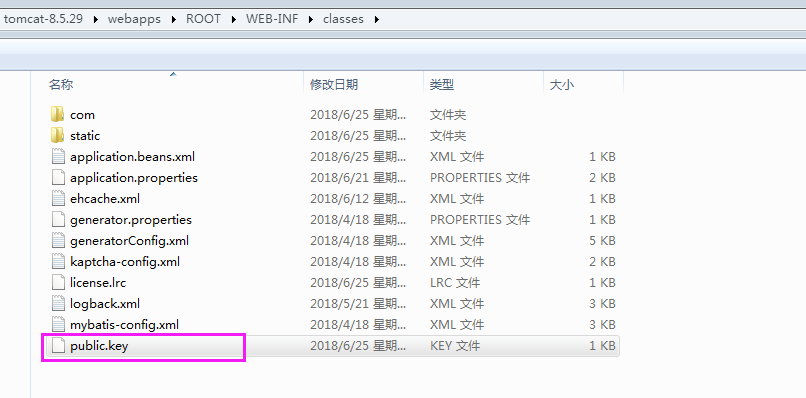 tomcat-8.5.29 ▸ webapps ▸ ROOT ▸ WEB-INF ▸ classes ▸
名称 修改日期 类型 大小
com 2018/6/25 星期... 文件夹
static 2018/6/25 星期... 文件夹
application.beans.xml 2018/6/25 星期... XML 文件 1 KB
application.properties 2018/6/21 星期... PROPERTIES 文件 2 KB
ehcache.xml 2018/6/12 星期... XML 文件 1 KB
generator.properties 2018/4/18 星期... PROPERTIES 文件 1 KB
generatorConfig.xml 2018/4/18 星期... XML 文件 5 KB
kaptcha-config.xml 2018/4/18 星期... XML 文件 2 KB
license.lrc 2018/6/25 星期... LRC 文件 1 KB
logback.xml 2018/5/21 星期... XML 文件 3 KB
mybatis-config.xml 2018/4/18 星期... XML 文件 3 KB
public.key 2018/6/25 星期... KEY 文件 1 KB